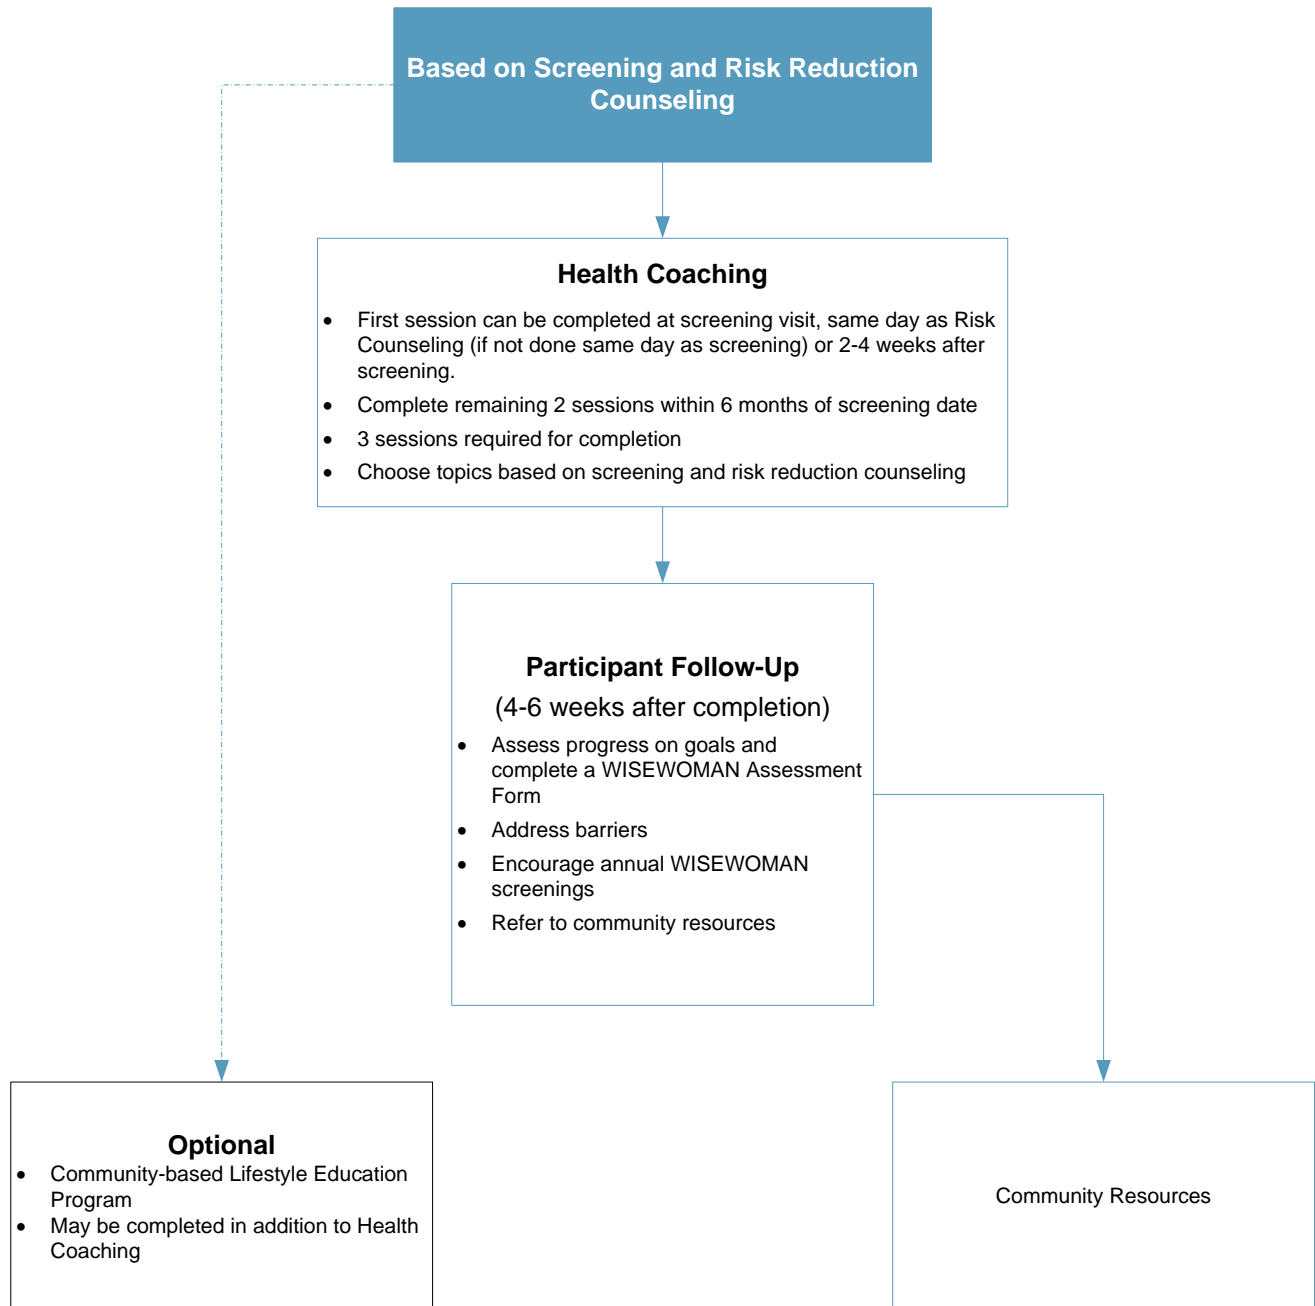 Based on Screening and Risk Reduction
Counseling
Health Coaching
• First session can be completed at screening visit, same day as Risk
Counseling (if not done same day as screening) or 2-4 weeks after
screening.
• Complete remaining 2 sessions within 6 months of screening date
• 3 sessions required for completion
• Choose topics based on screening and risk reduction counseling
Participant Follow-Up
(4-6 weeks after completion)
• Assess progress on goals and
complete a WISEWOMAN Assessment
Form
• Address barriers
• Encourage annual WISEWOMAN
screenings
• Refer to community resources
Optional
• Community-based Lifestyle Education
Program
• May be completed in addition to Health
Coaching
Community Resources